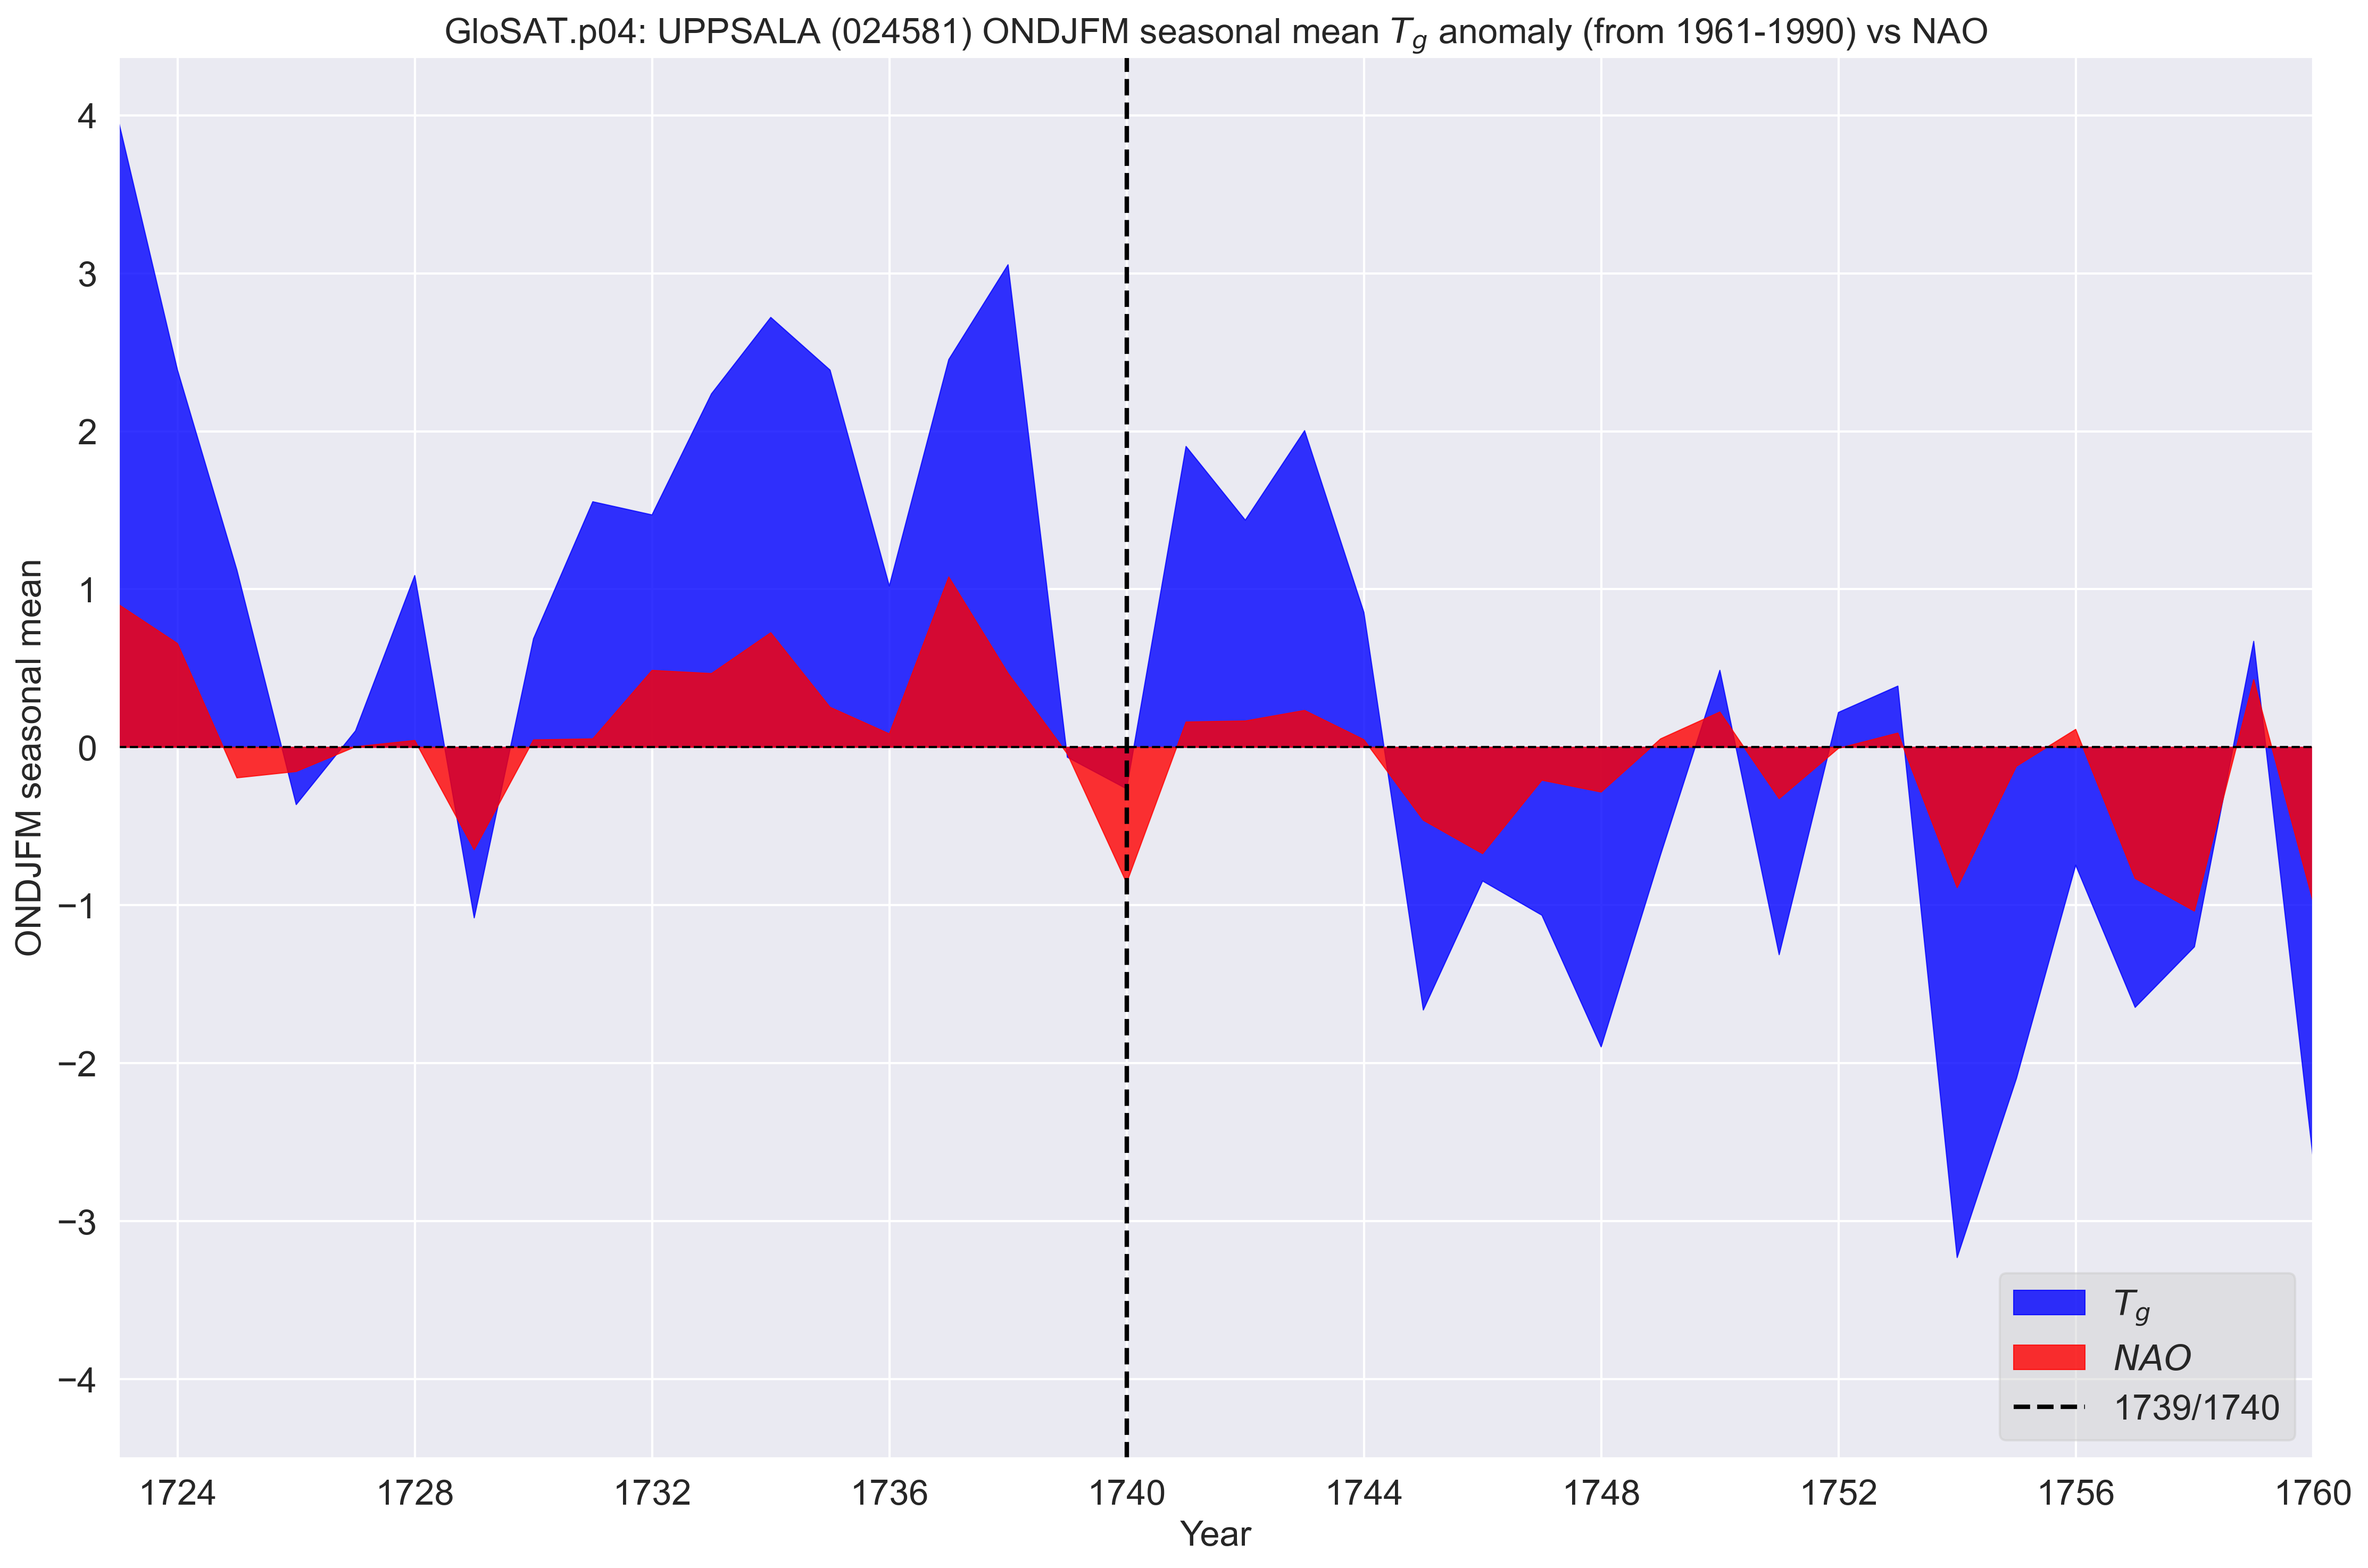 GloSAT.p04: UPPSALA (024581) ONDJFM seasonal mean Tg anomaly (from 1961-1990) vs NAO
ONDJFM seasonal mean
4
3
2
1
0
−1
−2
−3
−4
Tg
NAO
1739/1740
1724 1728 1732 1736 1740 1744 1748 1752 1756 1760
Year